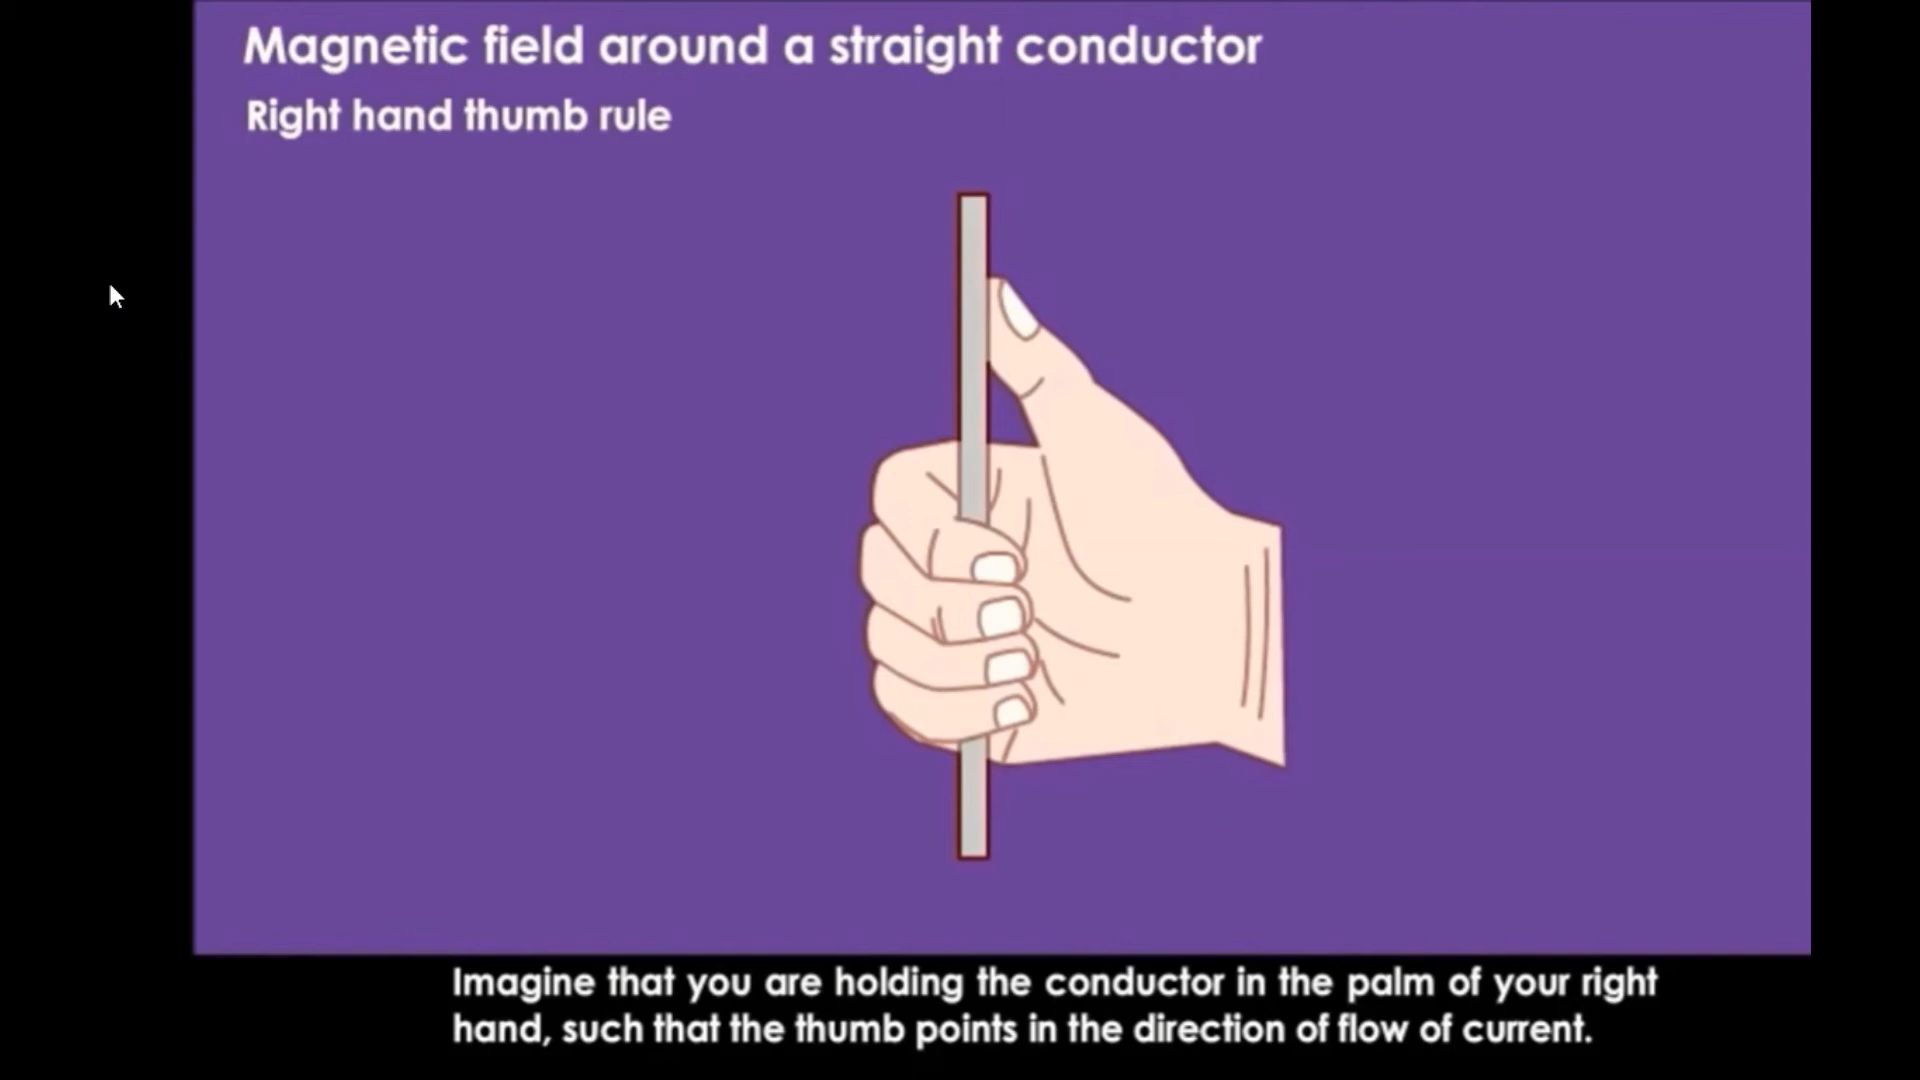 Magnetic field around a straight conductor
Right hand thumb rule
Imagine that you are holding the conductor in the palm of your right
hand, such that the thumb points in the direction of flow of current.